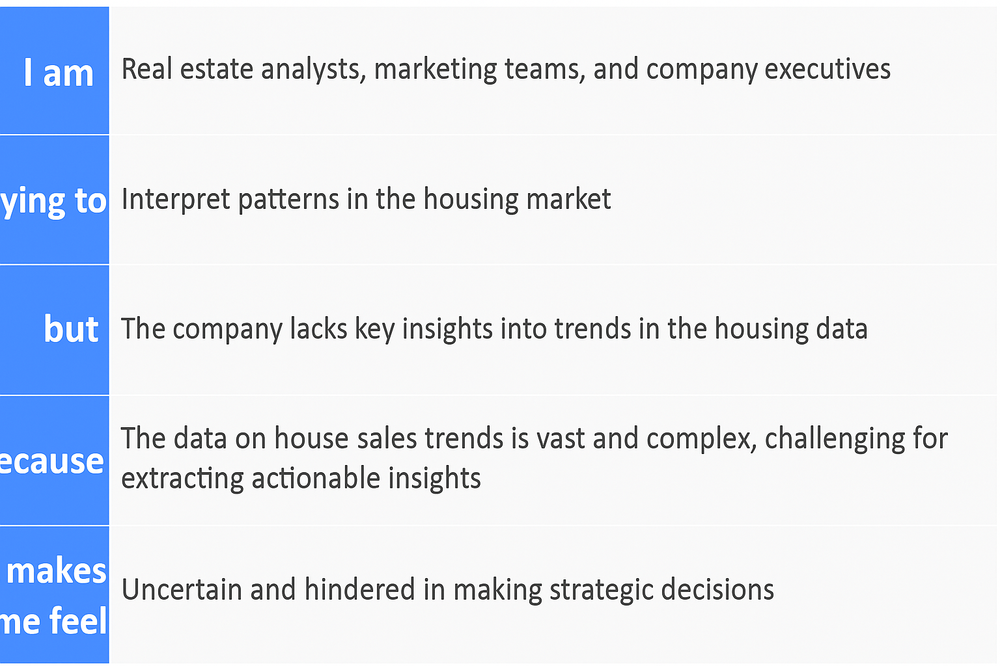 I am
Real estate analysts, marketing teams, and company executives
ying to
Interpret patterns in the housing market
but
The company lacks key insights into trends in the housing data
ecause
The data on house sales trends is vast and complex, challenging for
extracting actionable insights
makes
me feel
Uncertain and hindered in making strategic decisions